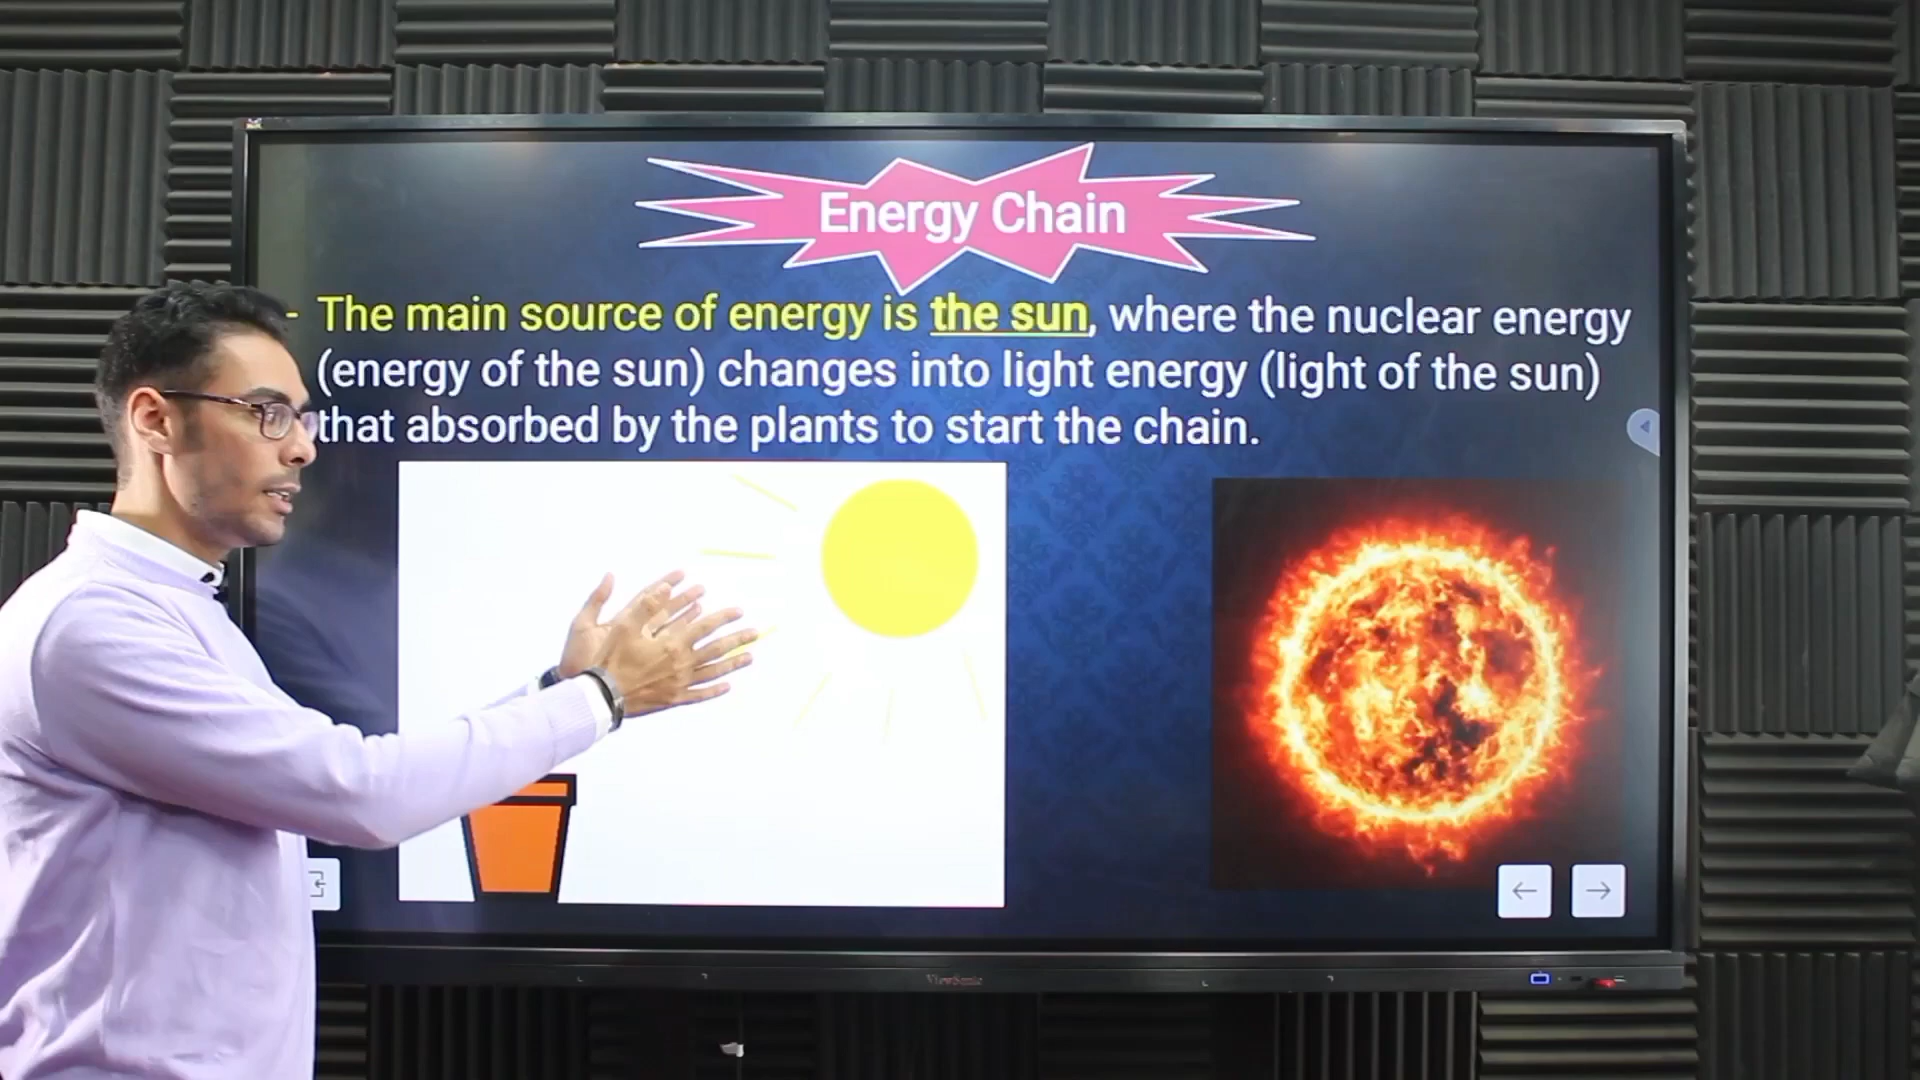 Energy Chain
- The main source of energy is the sun, where the nuclear energy
(energy of the sun) changes into light energy (light of the sun)
that absorbed by the plants to start the chain.
ViewSonic